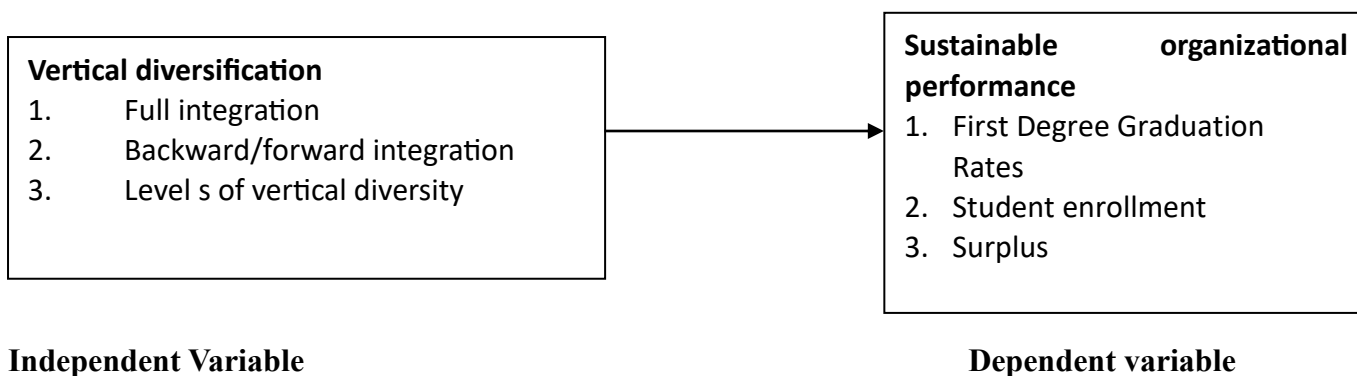 Vertical diversification
1. Full integration
2. Backward/forward integration
3. Level s of vertical diversity
Sustainable organizational
performance
1. First Degree Graduation
Rates
2. Student enrollment
3. Surplus
Independent Variable
Dependent variable